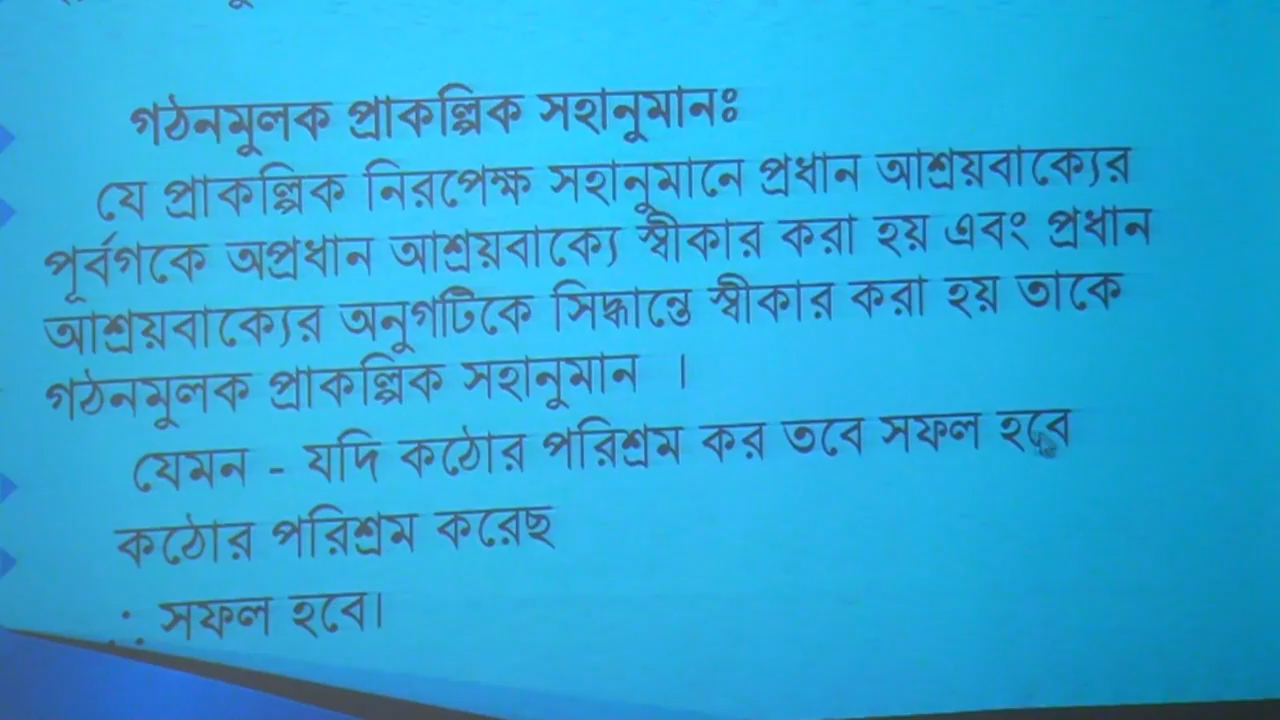 গঠনমুলক প্রাকল্পিক সহানুমানঃ
যে প্রাকল্পিক নিরপেক্ষ সহানুমানে প্রধান আশ্রয়বাক্যের
পূর্বগকে অপ্রধান আশ্রয়বাক্যে স্বীকার করা হয় এবং প্রধান
আশ্রয়বাক্যের অনুগটিকে সিদ্ধান্তে স্বীকার করা হয় তাকে
গঠনমুলক প্রাকল্পিক সহানুমান ।
যেমন - যদি কঠোর পরিশ্রম কর তবে সফল হবে
কঠোর পরিশ্রম করেছ
∴ সফল হবে।